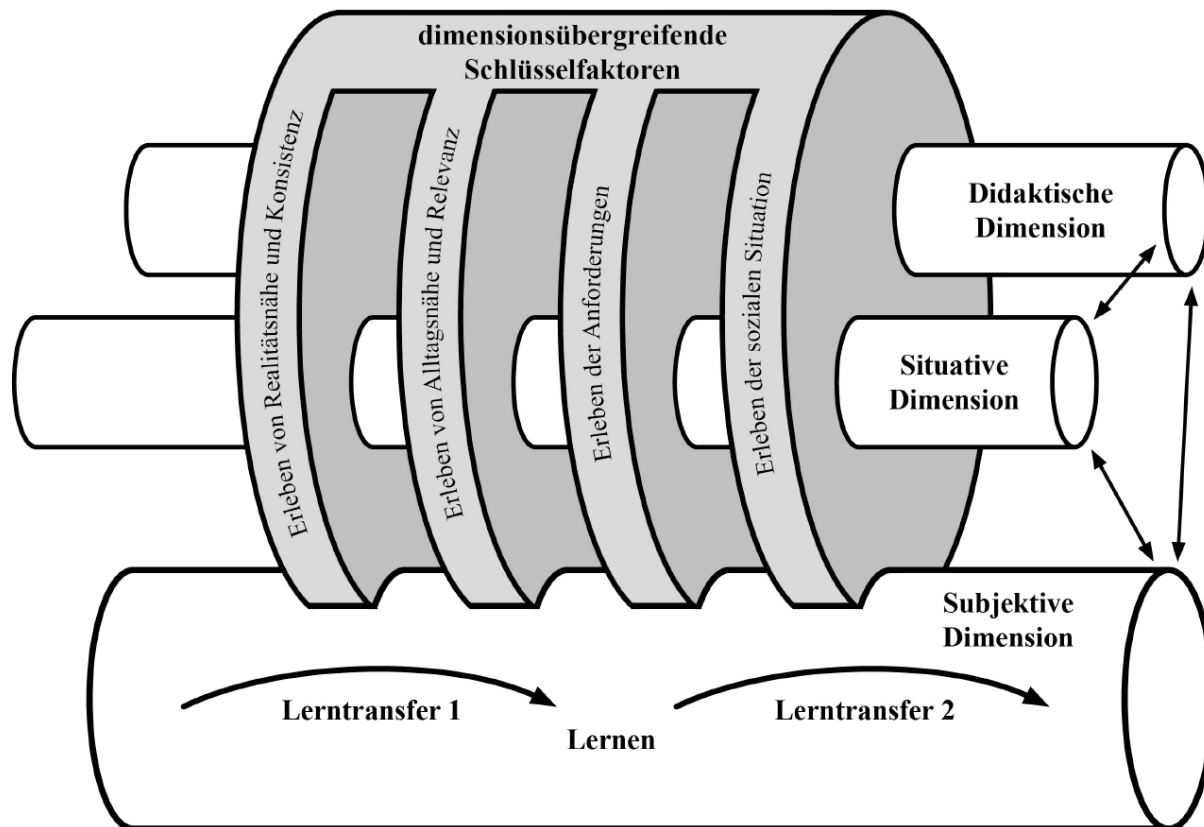 dimensionsübergreifende
Schlüsselfaktoren
Erleben von Realitätsnähe und Konsistenz
Erleben von Alltagsnähe und Relevanz
Erleben der Anforderungen
Erleben der sozialen Situation
Didaktische
Dimension
Situative
Dimension
Subjektive
Dimension
Lerntransfer 1
Lernen
Lerntransfer 2